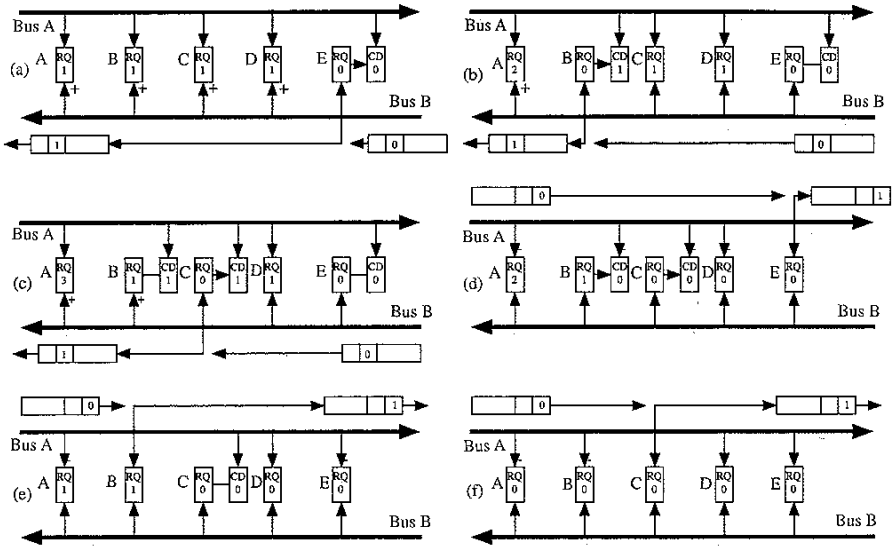 Bus A
(a) A RQ 1 + B RQ 1 + C RQ 1 + D RQ 1 + E RQ 0 CD 0
Bus B
1 0
Bus A
(b) A RQ 2 + B RQ 0 CD 1 C RQ 1 D RQ 1 E RQ 0 CD 0
Bus B
1 0
Bus A
(c) A RQ 3 + B RQ 1 + CD 1 C RQ 0 CD 1 D RQ 1 E RQ 0 CD 0
Bus B
1 0
0 1
Bus A
(d) A RQ 2 B RQ 1 CD 0 C RQ 0 CD 0 D RQ 0 E RQ 0
Bus B
0 1
Bus A
(e) A RQ 1 B RQ 1 C RQ 0 CD 0 D RQ 0 E RQ 0
Bus B
0 1
Bus A
(f) A RQ 0 B RQ 0 C RQ 0 D RQ 0 E RQ 0
Bus B